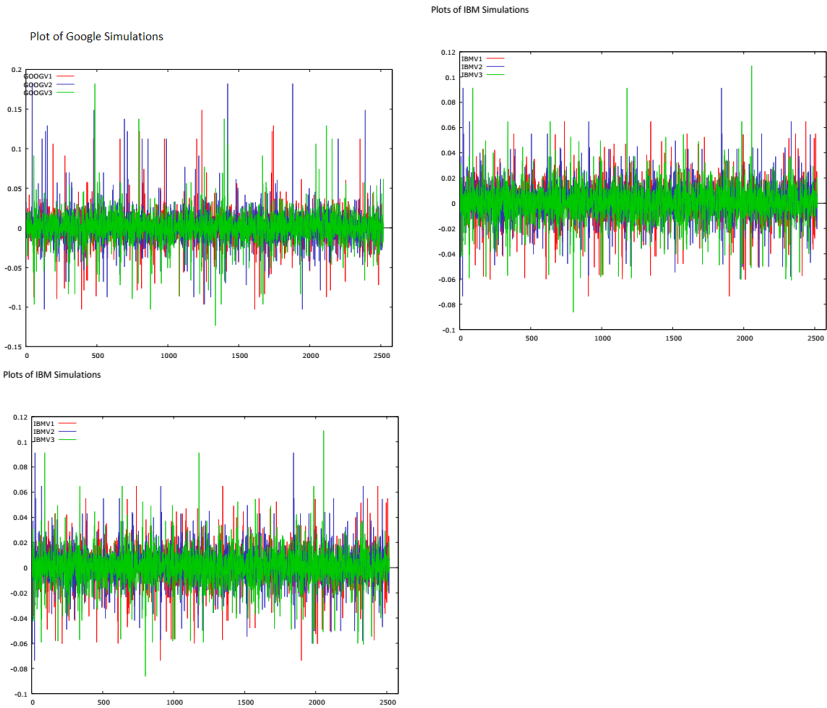 Plots of IBM Simulations
Plot of Google Simulations
0.2
0.15
0.1
0.05
0
-0.05
-0.1
-0.15
GOOGV1
GOOGV2
GOOGV3
0 500 1000 1500 2000 2500
0.12
0.1
0.08
0.06
0.04
0.02
0
-0.02
-0.04
-0.06
-0.08
-0.1
IBMV1
IBMV2
IBMV3
0 500 1000 1500 2000 2500
Plots of IBM Simulations
0.12
0.1
0.08
0.06
0.04
0.02
0
-0.02
-0.04
-0.06
-0.08
-0.1
IBMV1
IBMV2
IBMV3
0 500 1000 1500 2000 2500